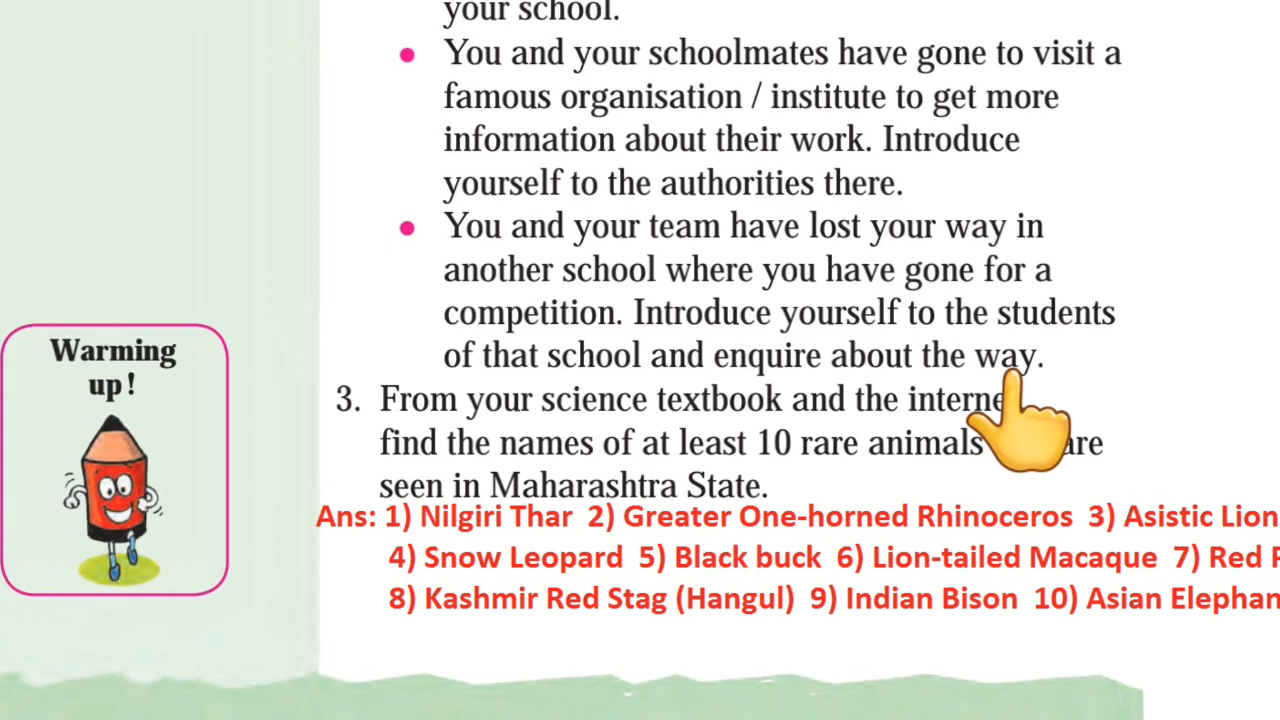 your school.
• You and your schoolmates have gone to visit a
famous organisation / institute to get more
information about their work. Introduce
yourself to the authorities there.
• You and your team have lost your way in
another school where you have gone for a
competition. Introduce yourself to the students
of that school and enquire about the way.
Warming
up!
3. From your science textbook and the
find the names of at least 10 rare animals are
seen in Maharashtra State.
Ans: 1) Nilgiri Thar 2) Greater One-horned Rhinoceros 3) Asistic Lion
4) Snow Leopard 5) Black buck 6) Lion-tailed Macaque 7) Red
8) Kashmir Red Stag (Hangul) 9) Indian Bison 10) Asian